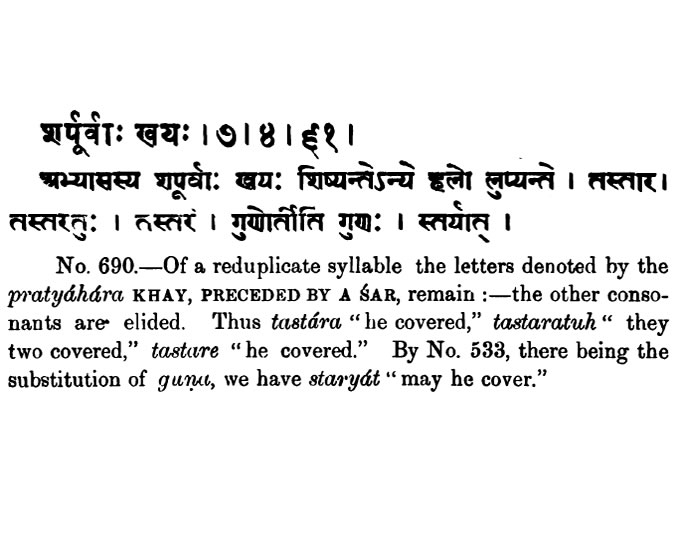 शर्पूर्वाः खयः । ७ । ४ । ६१ ।
अभ्यासस्य शपूर्वाः खयः शिष्यन्तेऽन्ये हलो लुप्यन्ते । तस्तार।
तस्तरतुः । तस्तरे । गुणोर्तीति गुणः । स्तर्यात् ।
No. 690.—Of a reduplicate syllable the letters denoted by the
pratyáhára KHAY, PRECEDED BY A ŚAR, remain :—the other conso-
nants are elided. Thus tastára “he covered,” tastaratuh “ they
two covered,” tastare “he covered.” By No. 533, there being the
substitution of guṇa, we have staryát “may he cover.”